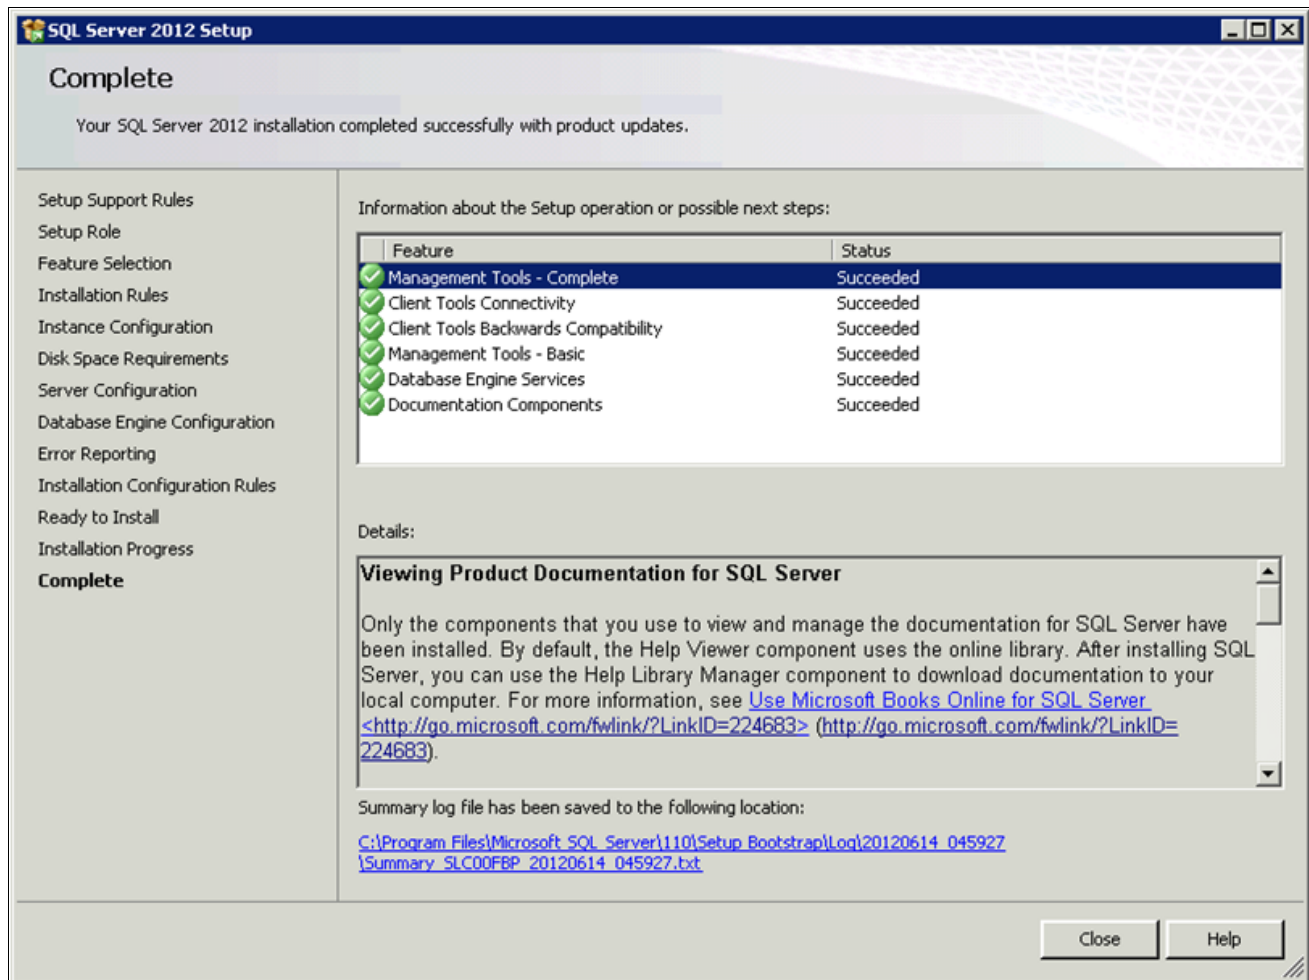 SQL Server 2012 Setup
Complete
Your SQL Server 2012 installation completed successfully with product updates.
Setup Support Rules
Setup Role
Feature Selection
Installation Rules
Instance Configuration
Disk Space Requirements
Server Configuration
Database Engine Configuration
Error Reporting
Installation Configuration Rules
Ready to Install
Installation Progress
Complete
Information about the Setup operation or possible next steps:
Feature Status
Management Tools - Complete Succeeded
Client Tools Connectivity Succeeded
Client Tools Backwards Compatibility Succeeded
Management Tools - Basic Succeeded
Database Engine Services Succeeded
Documentation Components Succeeded
Details:
Viewing Product Documentation for SQL Server
Only the components that you use to view and manage the documentation for SQL Server have
been installed. By default, the Help Viewer component uses the online library. After installing SQL
Server, you can use the Help Library Manager component to download documentation to your
local computer. For more information, see Use Microsoft Books Online for SQL Server
<http://go.microsoft.com/fwlink/?LinkID=224683> (http://go.microsoft.com/fwlink/?LinkID=
224683).
Summary log file has been saved to the following location:
C:\Program Files\Microsoft SQL Server\110\Setup Bootstrap\Log\20120614_045927
\Summary_SLC00FBP_20120614_045927.txt
Close Help